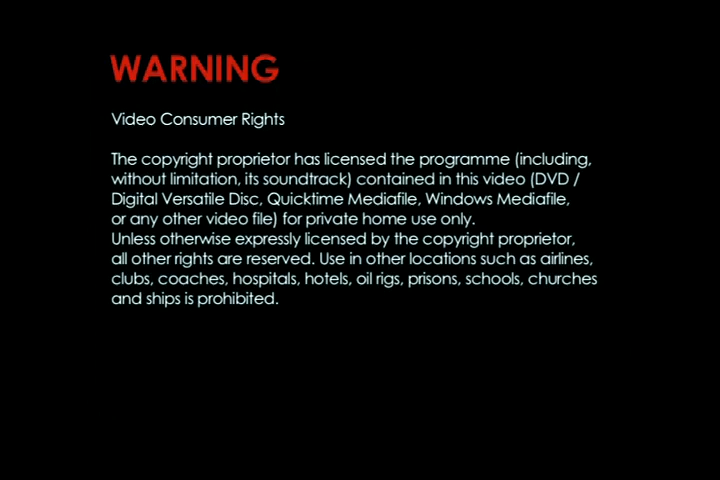 WARNING
Video Consumer Rights
The copyright proprietor has licensed the programme (including,
without limitation, its soundtrack) contained in this video (DVD /
Digital Versatile Disc, Quicktime Mediafile, Windows Mediafile,
or any other video file) for private home use only.
Unless otherwise expressly licensed by the copyright proprietor,
all other rights are reserved. Use in other locations such as airlines,
clubs, coaches, hospitals, hotels, oil rigs, prisons, schools, churches
and ships is prohibited.